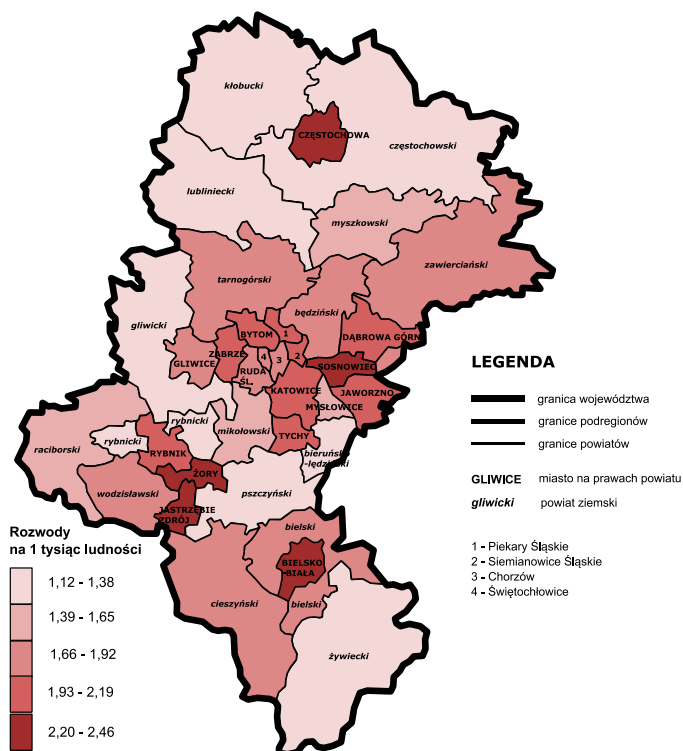 kłobucki
CZĘSTOCHOWA
częstochowski
lubliniecki
myszkowski
zawierciański
tarnogórski
będziński
gliwicki
BYTOM
1
DĄBROWA GÓRN
ZABRZE
GLIWICE
4
3
2
SOSNOWIEC
RUDA
ŚL.
KATOWICE
JAWORZNO
MYSŁOWICE
rybnicki
mikołowski
TYCHY
rybnicki
raciborski
RYBNIK
bieruńsko
-lędziński
ŻORY
wodzisławski
pszczyński
JASTRZĘBIE
ZDRÓJ
bielski
BIELSKO
BIAŁA
cieszyński
bielski
żywiecki
LEGENDA
granica województwa
granice podregionów
granice powiatów
GLIWICE miasto na prawach powiatu
gliwicki powiat ziemski
1 - Piekary Śląskie
2 - Siemianowice Śląskie
3 - Chorzów
4 - Świętochłowice
Rozwody
na 1 tysiąc ludności
1,12 - 1,38
1,39 - 1,65
1,66 - 1,92
1,93 - 2,19
2,20 - 2,46